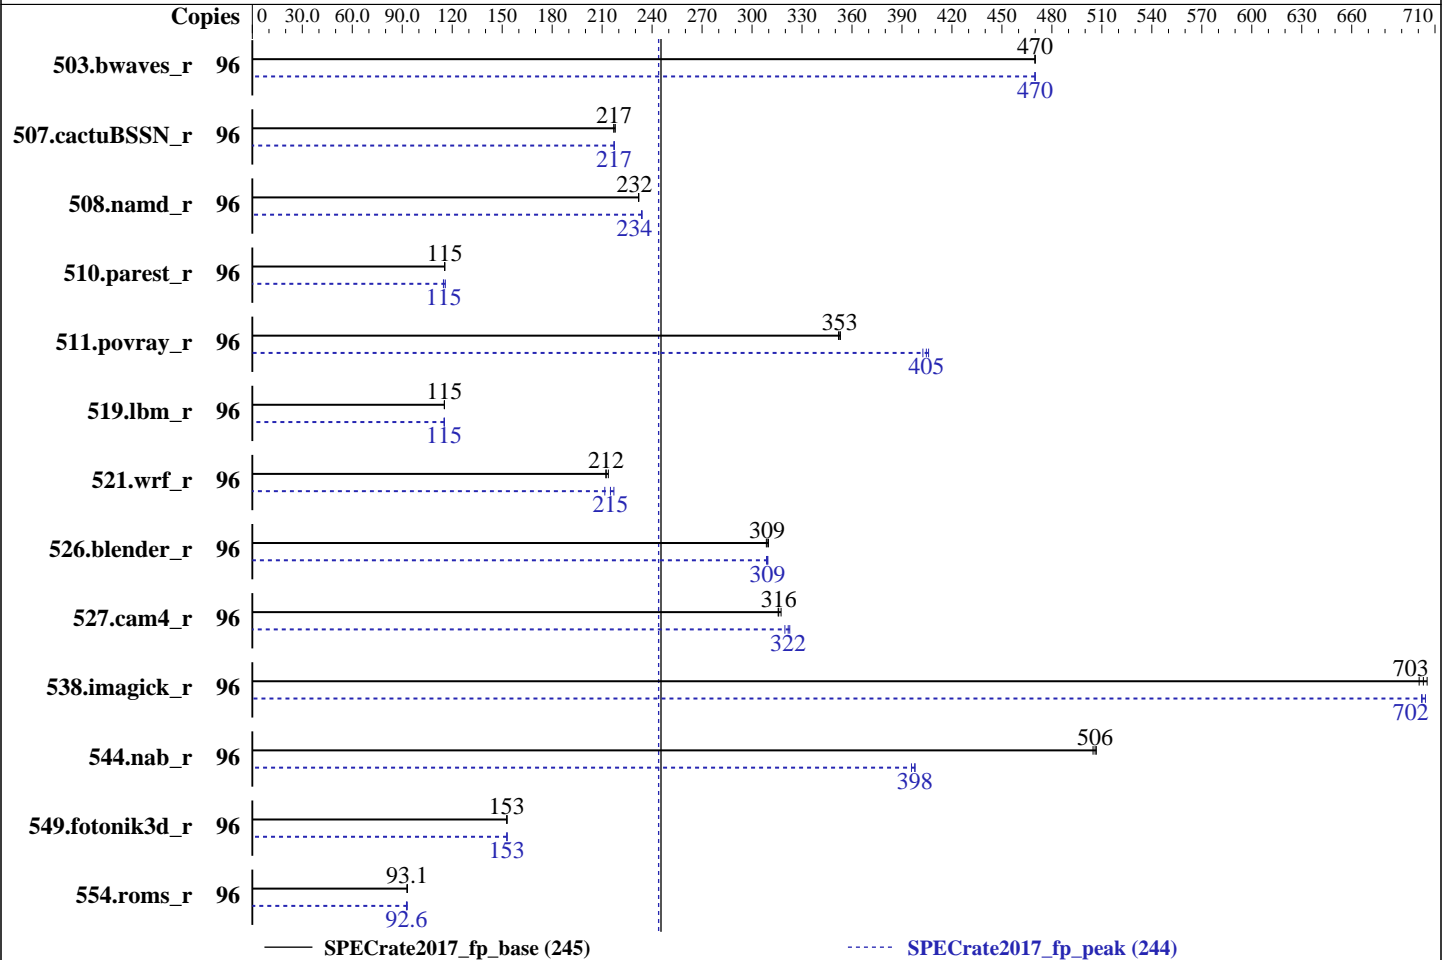 Copies 0 30.0 60.0 90.0 120 150 180 210 240 270 300 330 360 390 420 450 480 510 540 570 600 630 660 710
503.bwaves_r 96 470
470
507.cactuBSSN_r 96 217
217
508.namd_r 96 232
234
510.parest_r 96 115
115
511.povray_r 96 353
405
519.lbm_r 96 115
115
521.wrf_r 96 212
215
526.blender_r 96 309
309
527.cam4_r 96 316
322
538.imagick_r 96 703
702
544.nab_r 96 506
398
549.fotonik3d_r 96 153
153
554.roms_r 96 93.1
92.6
SPECrate2017_fp_base (245) SPECrate2017_fp_peak (244)